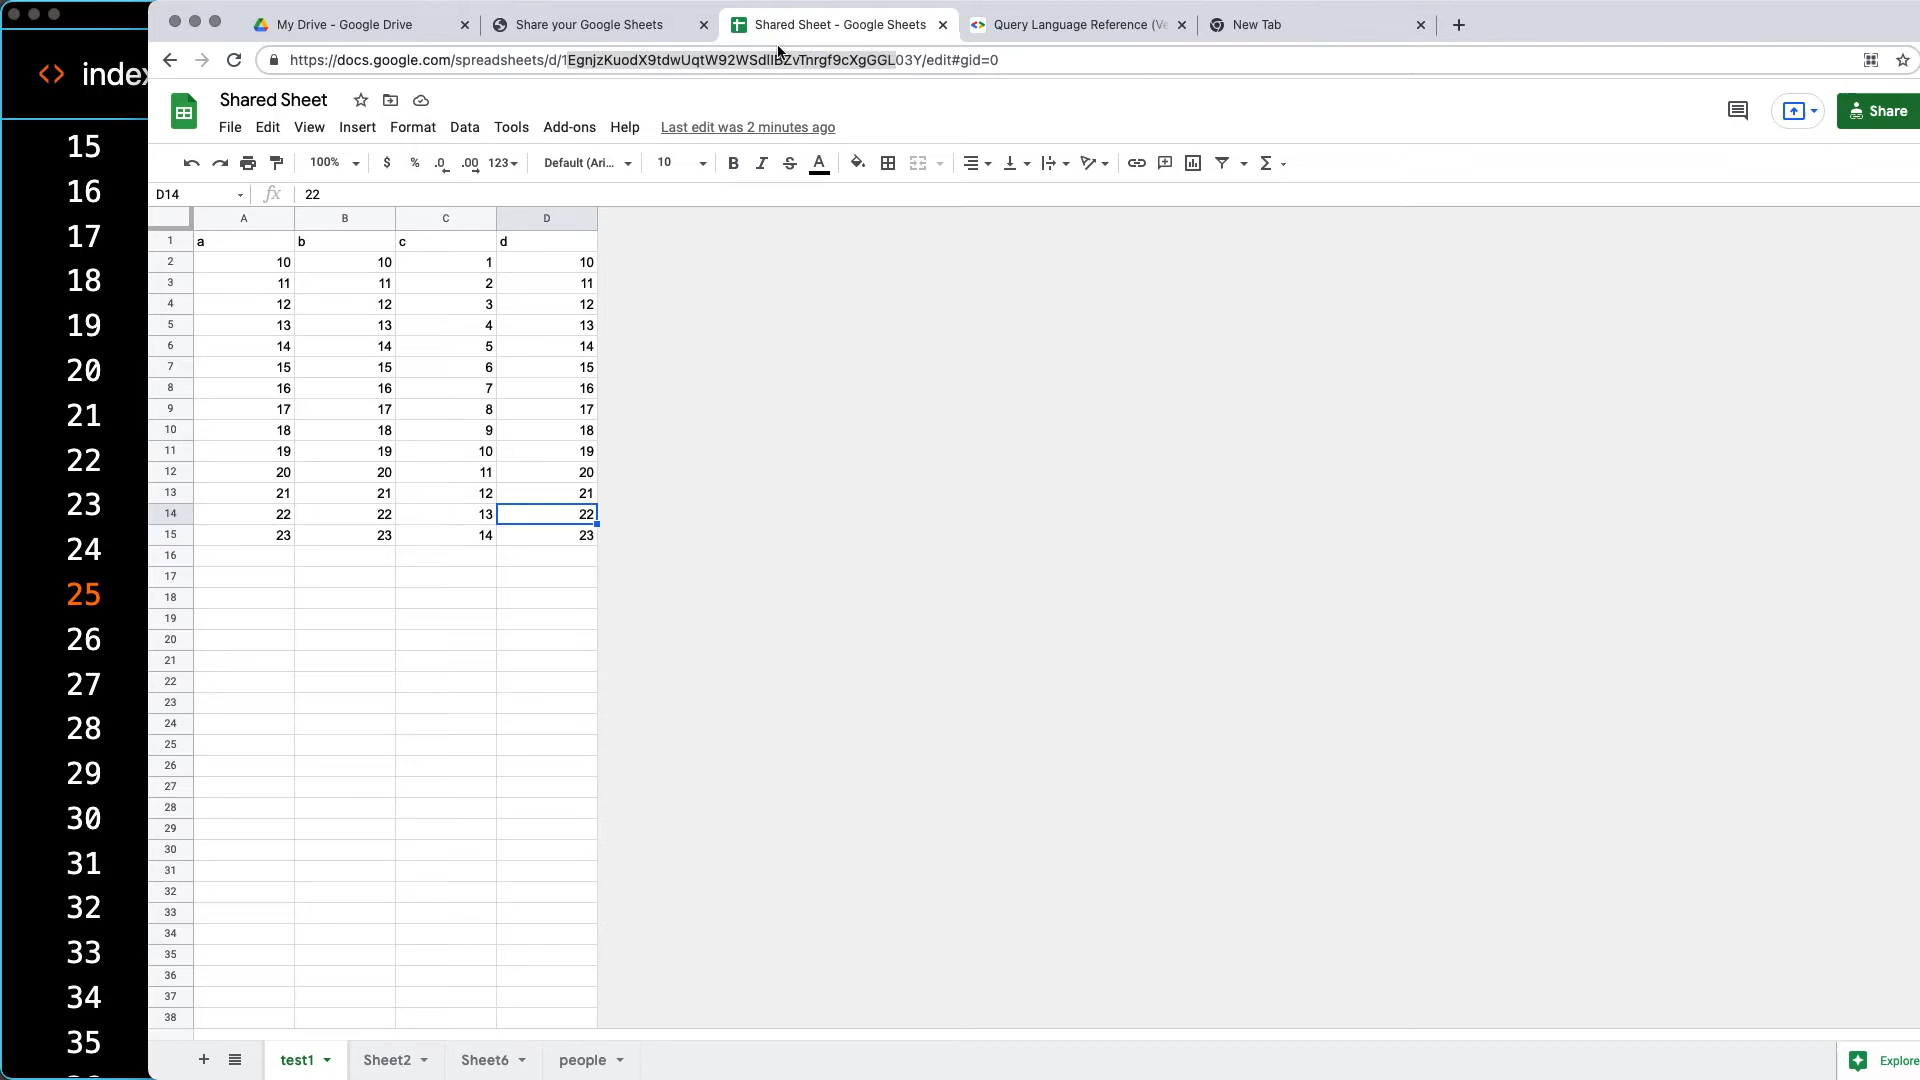 My Drive - Google Drive
Share your Google Sheets
Shared Sheet - Google Sheets
Query Language Reference (Ve
New Tab
https://docs.google.com/spreadsheets/d/1EgnjzKuodX9tdwUqtW92WSdlIBZvTnrgf9cXgGGL03Y/edit#gid=0
<> index
Shared Sheet
Share
File Edit View Insert Format Data Tools Add-ons Help Last edit was 2 minutes ago
100% $ % .0 .00 123 Default (Ari... 10 B I S A Σ
D14 fx 22
A B C D
1 a b c d
2 10 10 1 10
3 11 11 2 11
4 12 12 3 12
5 13 13 4 13
6 14 14 5 14
7 15 15 6 15
8 16 16 7 16
9 17 17 8 17
10 18 18 9 18
11 19 19 10 19
12 20 20 11 20
13 21 21 12 21
14 22 22 13 22
15 23 23 14 23
16
17
18
19
20
21
22
23
24
25
26
27
28
29
30
31
32
33
34
35
36
37
38
15
16
17
18
19
20
21
22
23
24
25
26
27
28
29
30
31
32
33
34
35
+ test1 Sheet2 Sheet6 people
Explore